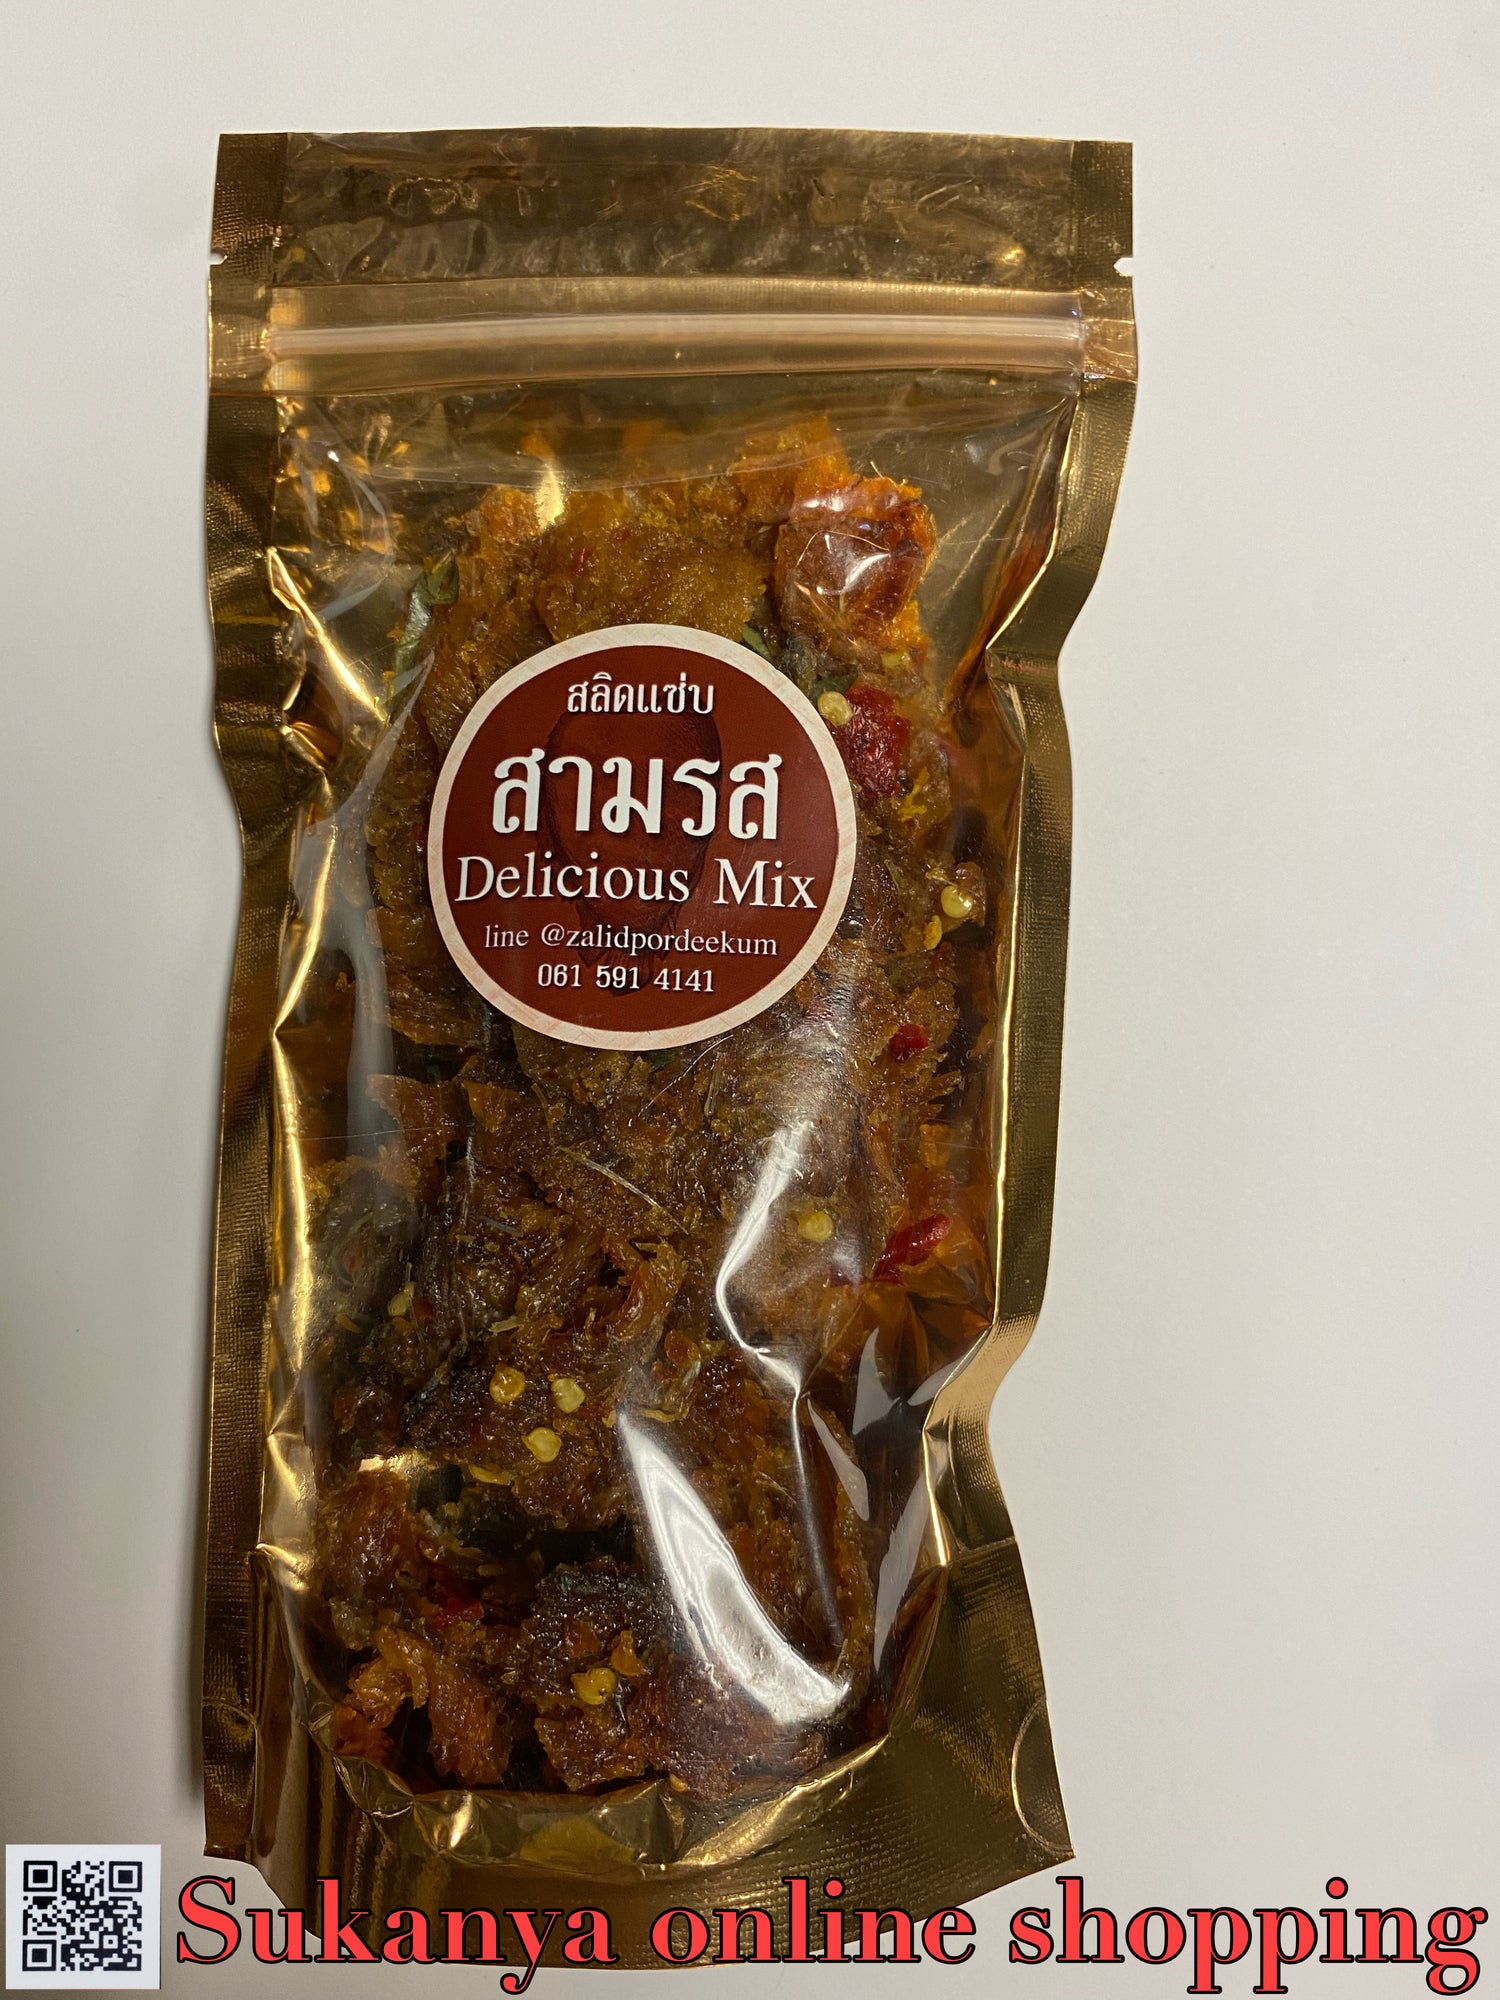 สลิดแซ่บ
สามรส
Delicious Mix
line @zalidpordeekum
061 591 4141
Sukanya online shopping